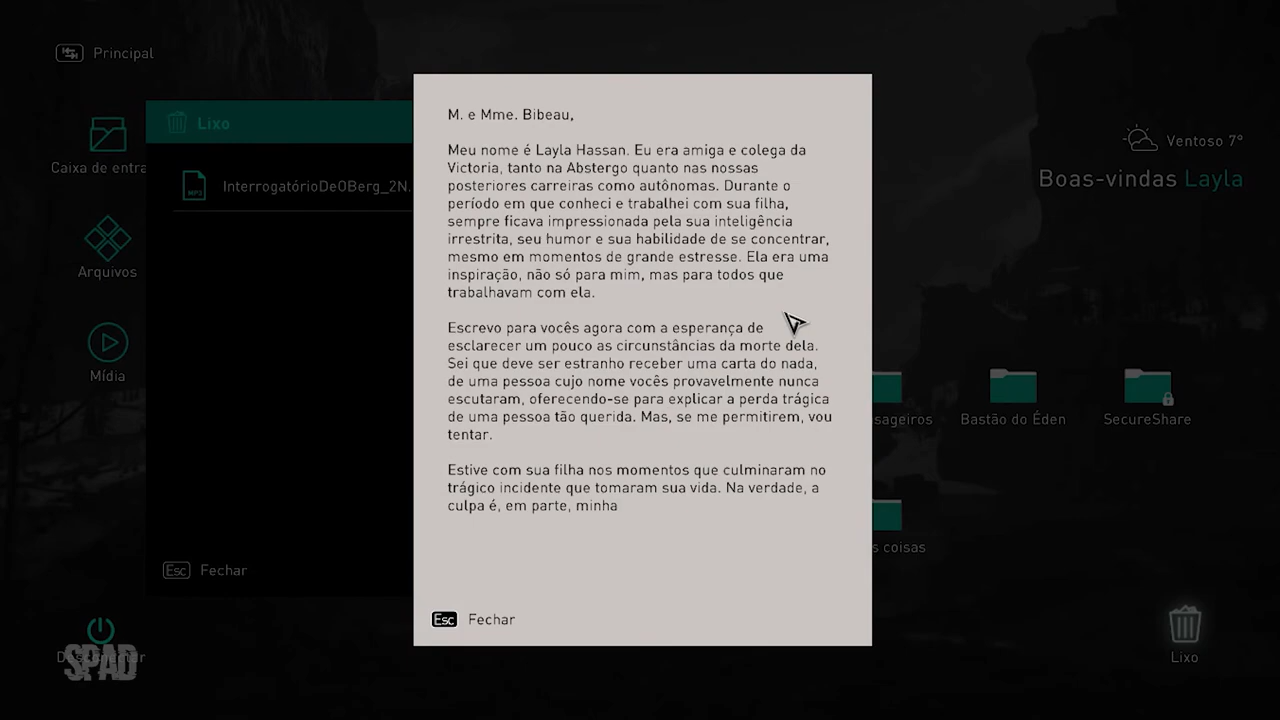 Principal
Caixa de entra
Arquivos
Mídia
Lixo
MP3
InterrogatórioDeOBerg_2N.
Esc Fechar
M. e Mme. Bibeau,
Meu nome é Layla Hassan. Eu era amiga e colega da
Victoria, tanto na Abstergo quanto nas nossas
posteriores carreiras como autônomas. Durante o
período em que conheci e trabalhei com sua filha,
sempre ficava impressionada pela sua inteligência
irrestrita, seu humor e sua habilidade de se concentrar,
mesmo em momentos de grande estresse. Ela era uma
inspiração, não só para mim, mas para todos que
trabalhavam com ela.
Escrevo para vocês agora com a esperança de
esclarecer um pouco as circunstâncias da morte dela.
Sei que deve ser estranho receber uma carta do nada,
de uma pessoa cujo nome vocês provavelmente nunca
escutaram, oferecendo-se para explicar a perda trágica
de uma pessoa tão querida. Mas, se me permitirem, vou
tentar.
Estive com sua filha nos momentos que culminaram no
trágico incidente que tomaram sua vida. Na verdade, a
culpa é, em parte, minha
Esc Fechar
Ventoso 7°
Boas-vindas Layla
sageiros
Bastão do Éden
SecureShare
s coisas
Lixo
SPAD